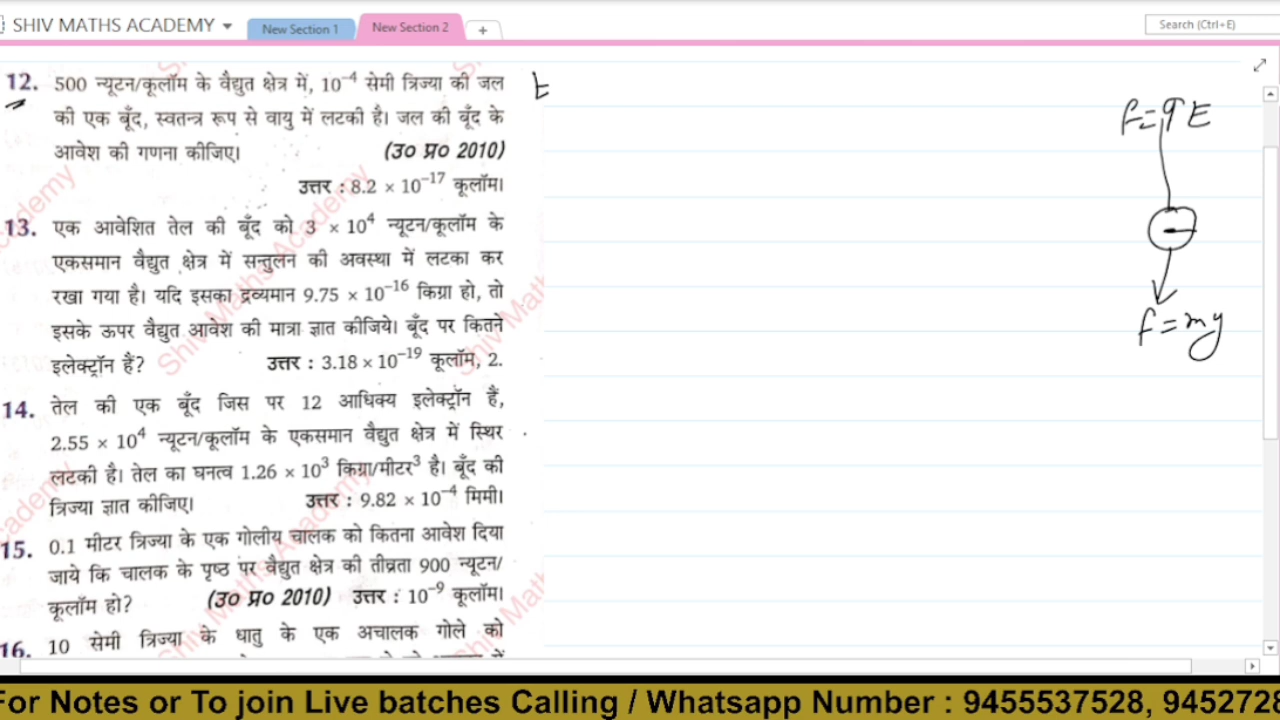 SHIV MATHS ACADEMY
New Section 1
New Section 2
+
Search (Ctrl+E)
12. 500 न्यूटन/कूलॉम के वैद्युत क्षेत्र में, 10⁻⁴ सेमी त्रिज्या की जल
की एक बूँद, स्वतन्त्र रूप से वायु में लटकी है। जल की बूँद के
आवेश की गणना कीजिए। (उ० प्र० 2010)
उत्तर : 8.2 × 10⁻¹⁷ कूलॉम।
13. एक आवेशित तेल की बूँद को 3 × 10⁴ न्यूटन/कूलॉम के
एकसमान वैद्युत क्षेत्र में सन्तुलन की अवस्था में लटका कर
रखा गया है। यदि इसका द्रव्यमान 9.75 × 10⁻¹⁶ किग्रा हो, तो
इसके ऊपर वैद्युत आवेश की मात्रा ज्ञात कीजिये। बूँद पर कितने
इलेक्ट्रॉन हैं? उत्तर : 3.18 × 10⁻¹⁹ कूलॉम, 2.
14. तेल की एक बूँद जिस पर 12 आधिक्य इलेक्ट्रॉन हैं,
2.55 × 10⁴ न्यूटन/कूलॉम के एकसमान वैद्युत क्षेत्र में स्थिर
लटकी है। तेल का घनत्व 1.26 × 10³ किग्रा/मीटर³ है। बूँद की
त्रिज्या ज्ञात कीजिए। उत्तर : 9.82 × 10⁻⁴ मिमी।
15. 0.1 मीटर त्रिज्या के एक गोलीय चालक को कितना आवेश दिया
जाये कि चालक के पृष्ठ पर वैद्युत क्षेत्र की तीव्रता 900 न्यूटन/
कूलॉम हो? (उ० प्र० 2010) उत्तर : 10⁻⁹ कूलॉम।
16. 10 सेमी त्रिज्या के धातु के एक अचालक गोले को
f=qE
f=mg
For Notes or To join Live batches Calling / Whatsapp Number : 9455537528, 9452728